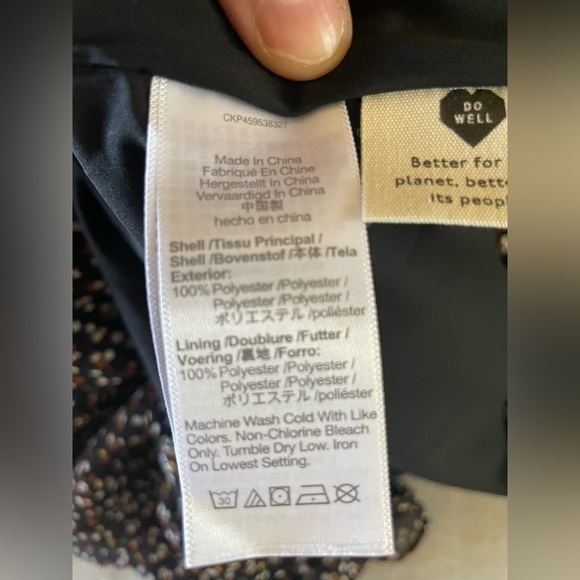 CKP459538327
Made In China
Fabriqué En Chine
Hergestellt In China
Vervaardigd In China
中国製
hecho en china
Shell /Tissu Principal /
Shell /Bovenstof /本体 /Tela
Exterior:
100% Polyester /Polyester /
Polyester /Polyester /
ポリエステル /poliéster
Lining /Doublure /Futter /
Voering /裏地 /Forro:
100% Polyester /Polyester /
Polyester /Polyester /
ポリエステル /poliéster
Machine Wash Cold With Like
Colors. Non-Chlorine Bleach
Only. Tumble Dry Low. Iron
On Lowest Setting.
30
DO
WELL
Better for
planet, bett
its peop